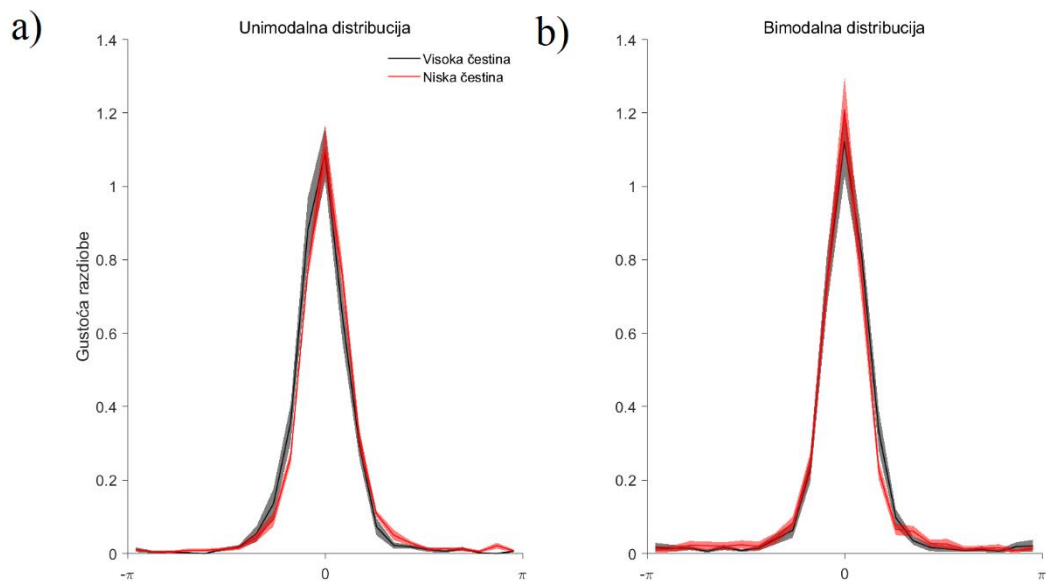 a)
Unimodalna distribucija
Visoka čestina
Niska čestina
Gustoća razdiobe
1.4
1.2
1
0.8
0.6
0.4
0.2
0
-π
0
π
b)
Bimodalna distribucija
1.4
1.2
1
0.8
0.6
0.4
0.2
0
-π
0
π